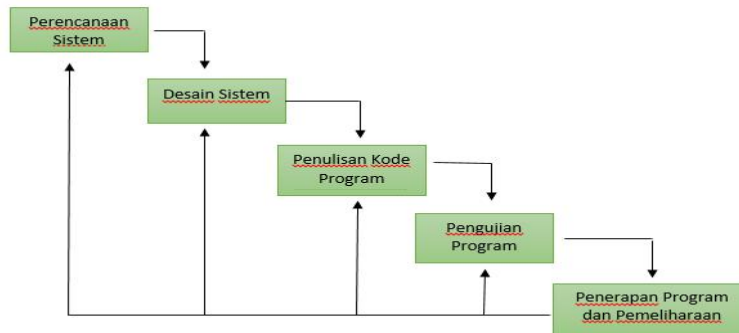 Perencanaan
Sistem
Desain Sistem
Penulisan Kode
Program
Pengujian
Program
Penerapan Program
dan Pemeliharaan